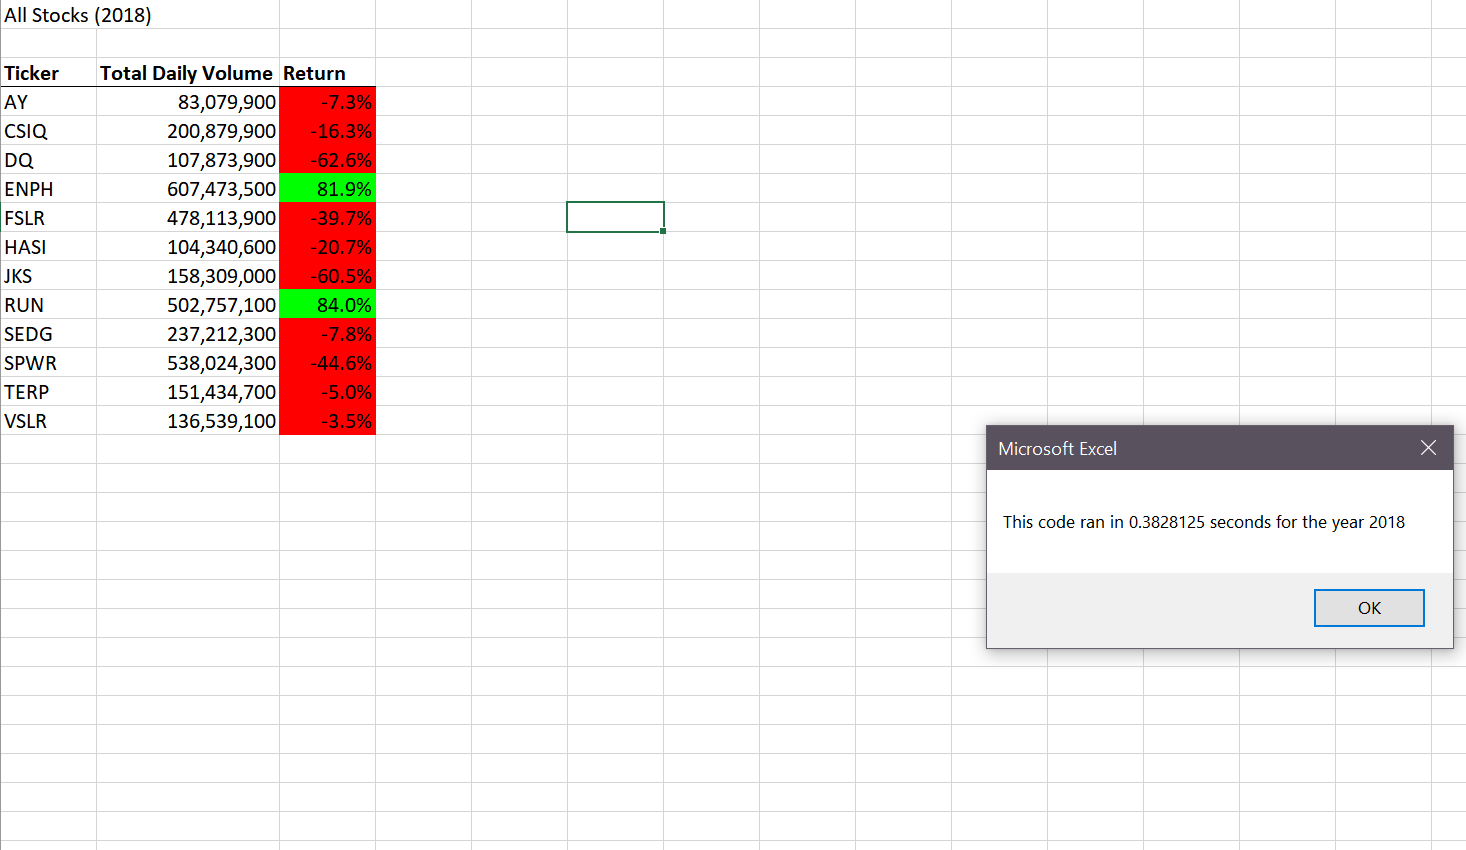 All Stocks (2018)
Ticker Total Daily Volume Return
AY 83,079,900 -7.3%
CSIQ 200,879,900 -16.3%
DQ 107,873,900 -62.6%
ENPH 607,473,500 81.9%
FSLR 478,113,900 -39.7%
HASI 104,340,600 -20.7%
JKS 158,309,000 -60.5%
RUN 502,757,100 84.0%
SEDG 237,212,300 -7.8%
SPWR 538,024,300 -44.6%
TERP 151,434,700 -5.0%
VSLR 136,539,100 -3.5%
Microsoft Excel
This code ran in 0.3828125 seconds for the year 2018
OK